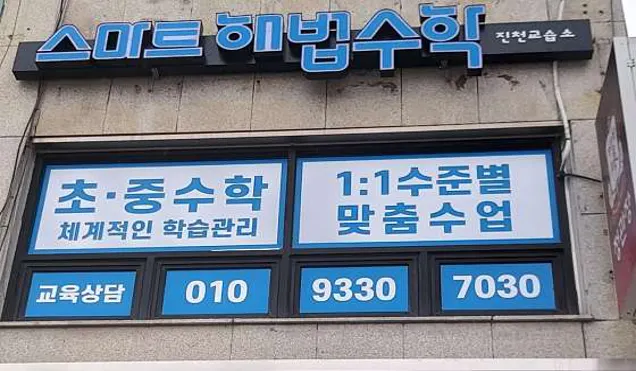 스마트 해법수학 진천교습소
초·중수학
체계적인 학습관리
1:1수준별
맞춤수업
교육상담 010 9330 7030